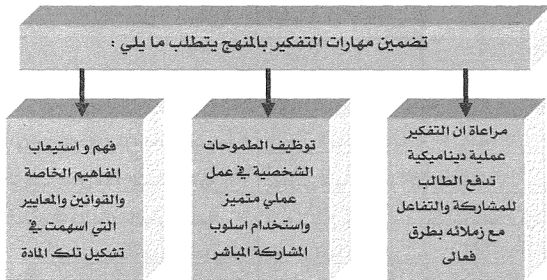 تضمين مهارات التفكير بالمنهج يتطلب ما يلي :
مراعاة ان التفكير
عملية ديناميكية
تدفع الطالب
للمشاركة والتفاعل
مع زملائه بطرق
فعالى
توظيف الطموحات
الشخصية في عمل
عملي متميز
واستخدام اسلوب
المشاركة المباشر
فهم و استيعاب
المفاهيم الخاصة
والقوانين والمعايير
التي اسهمت في
تشكيل تلك المادة